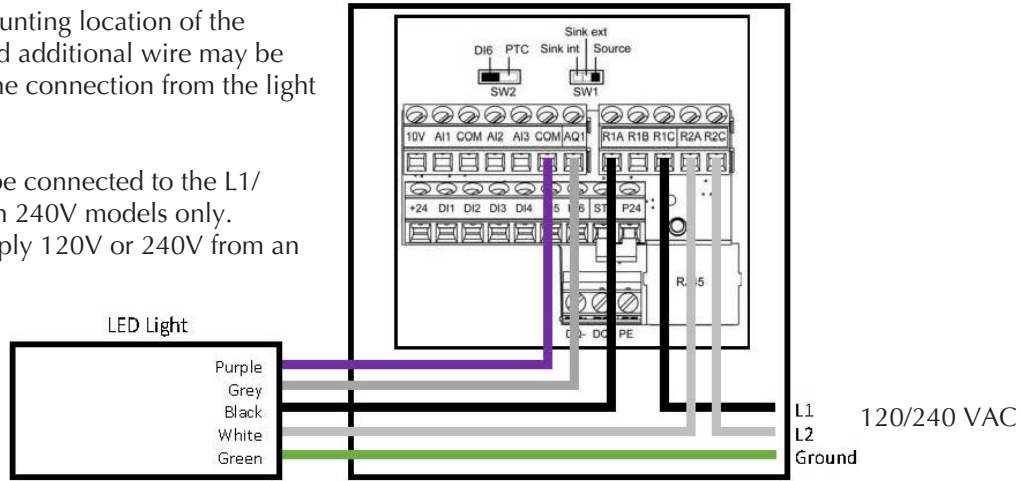 unting location of the
d additional wire may be
ne connection from the light
be connected to the L1/
n 240V models only.
ply 120V or 240V from an
Sink ext
DI6 PTC Sink int Source
SW2 SW1
10V AI1 COM AI2 AI3 COM AQ1 R1A R1B R1C R2A R2C
+24 DI1 DI2 DI3 DI4 P24
PE
LED Light
Purple
Grey
Black
White
Green
L1
L2
Ground
120/240 VAC